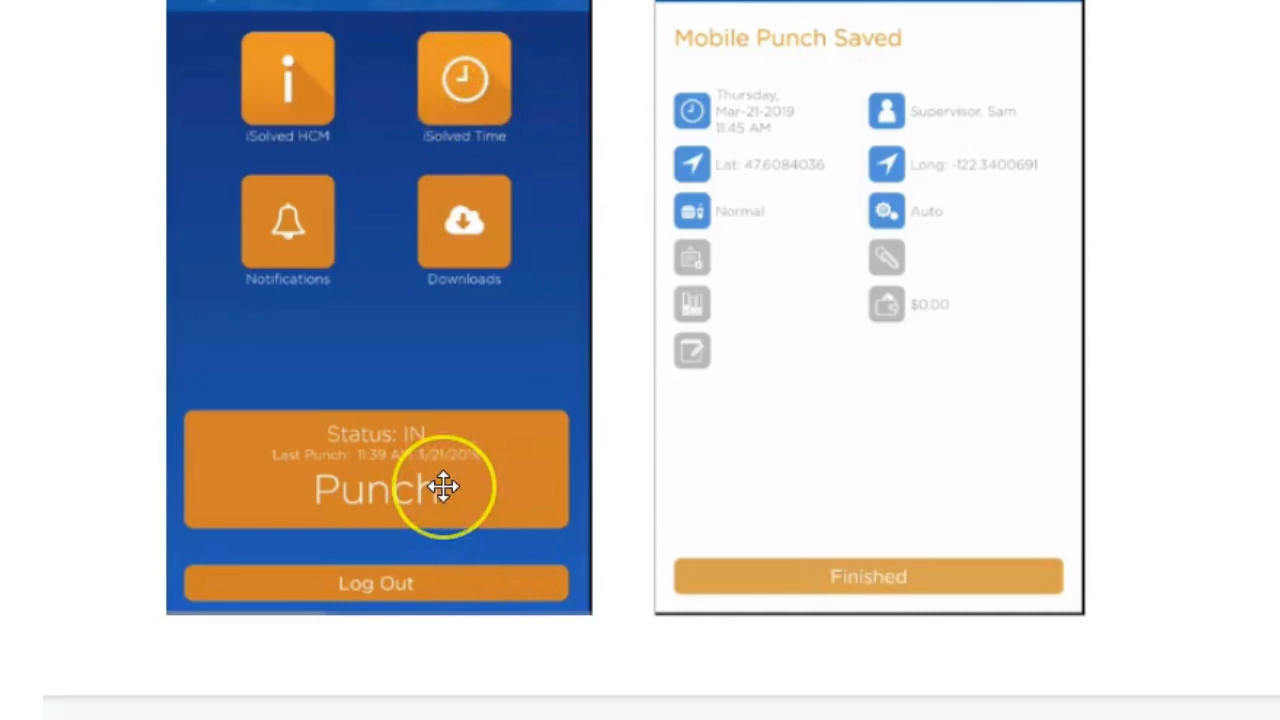 iSolved HCM
iSolved Time
Notifications
Downloads
Status: IN
Last Punch: 11:39 AM 3/21/2019
Punch
Log Out
Mobile Punch Saved
Thursday,
Mar-21-2019
11:45 AM
Supervisor, Sam
Lat: 47.6084036
Long: -122.3400691
Normal
Auto
$0.00
Finished